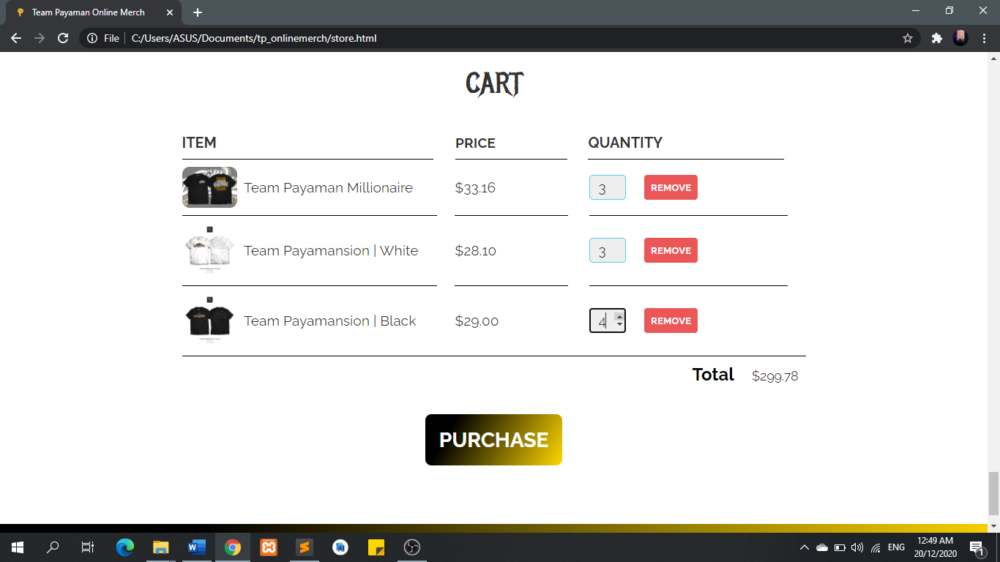 Team Payaman Online Merch
File C:/Users/ASUS/Documents/tp_onlinemerch/store.html
CART
ITEM PRICE QUANTITY
Team Payaman Millionaire $33.16 3 REMOVE
Team Payamansion | White $28.10 3 REMOVE
Team Payamansion | Black $29.00 4 REMOVE
Total $299.78
PURCHASE
ENG
12:49 AM
20/12/2020
1